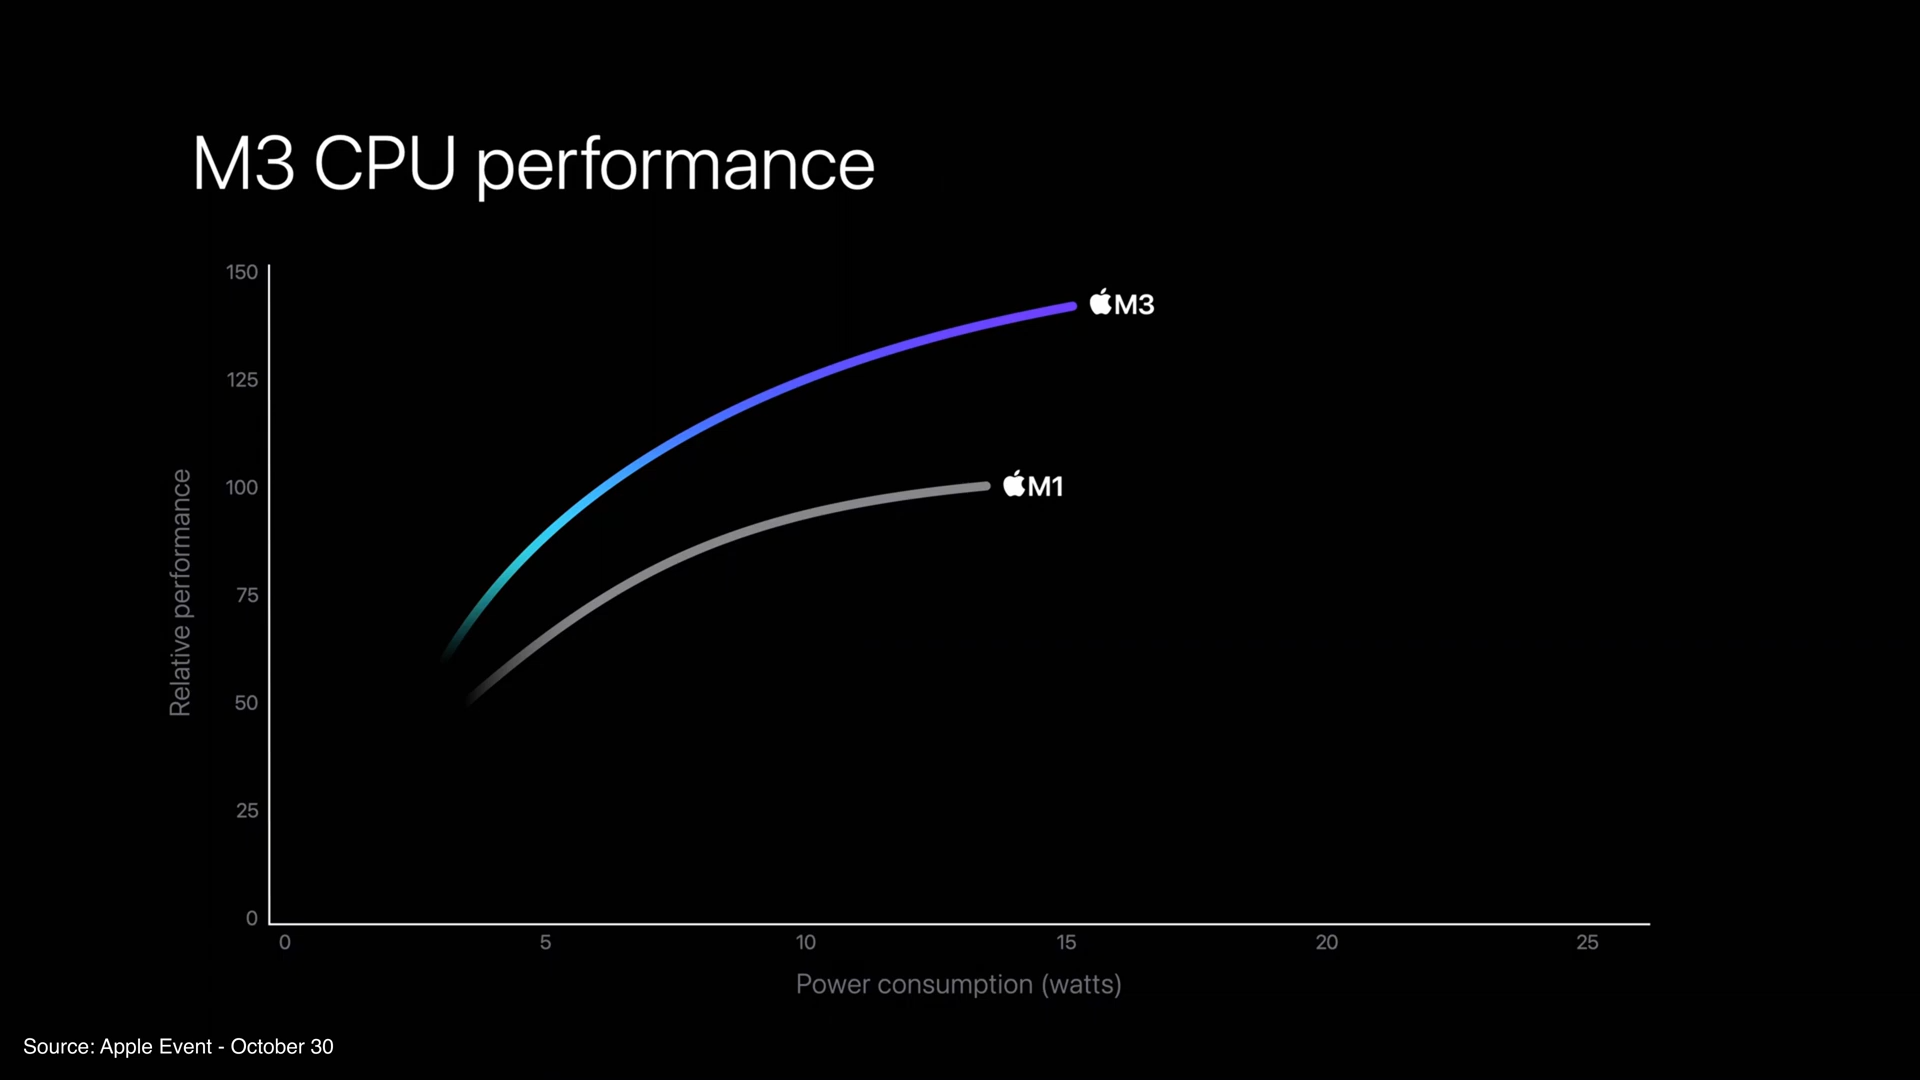 M3 CPU performance
150
125
100
75
50
25
0
Relative performance
M3
M1
0 5 10 15 20 25
Power consumption (watts)
Source: Apple Event - October 30